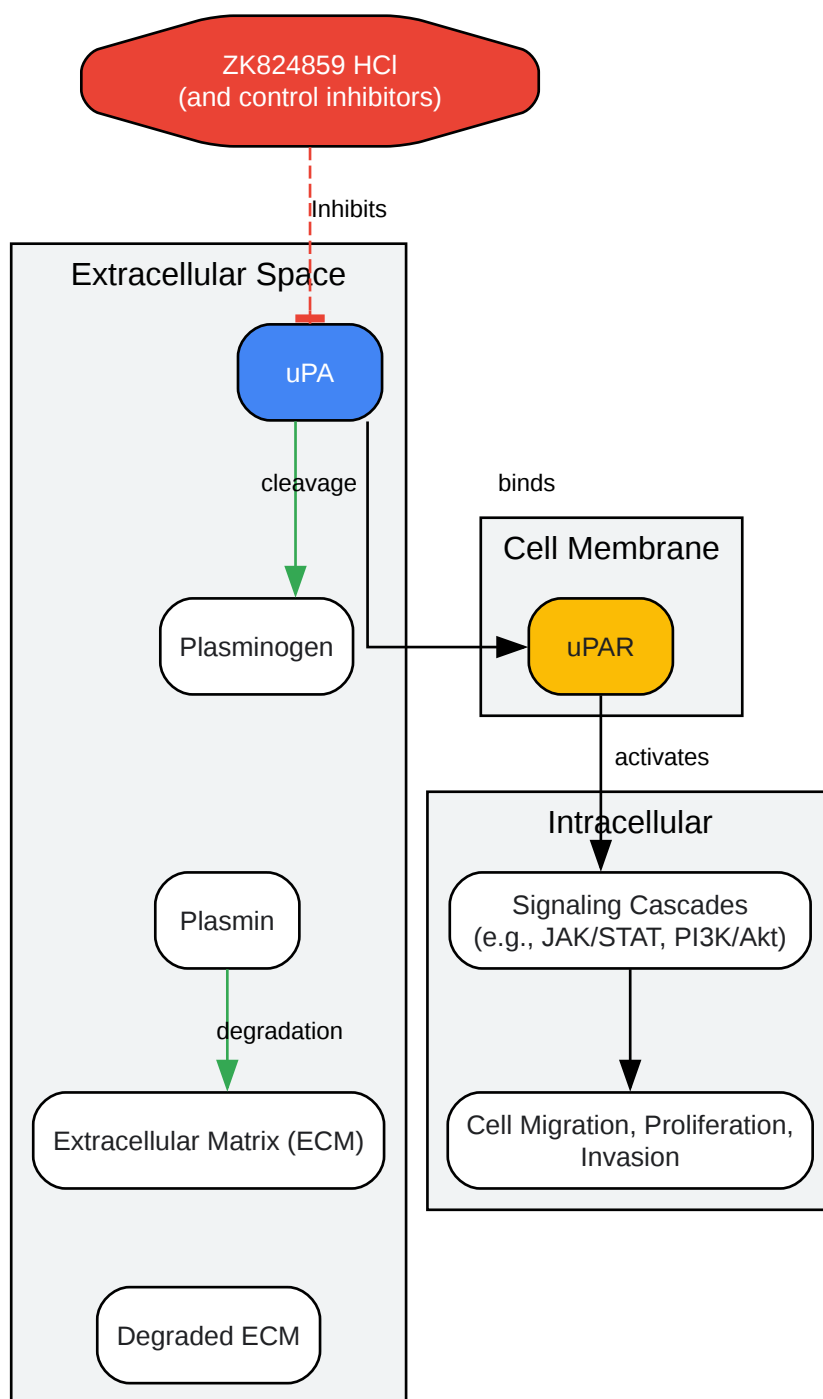 ZK824859 HCl
(and control inhibitors)
Inhibits
Extracellular Space
uPA
cleavage
binds
Cell Membrane
Plasminogen
uPAR
activates
Intracellular
Plasmin
Signaling Cascades
(e.g., JAK/STAT, PI3K/Akt)
degradation
Extracellular Matrix (ECM)
Cell Migration, Proliferation,
Invasion
Degraded ECM